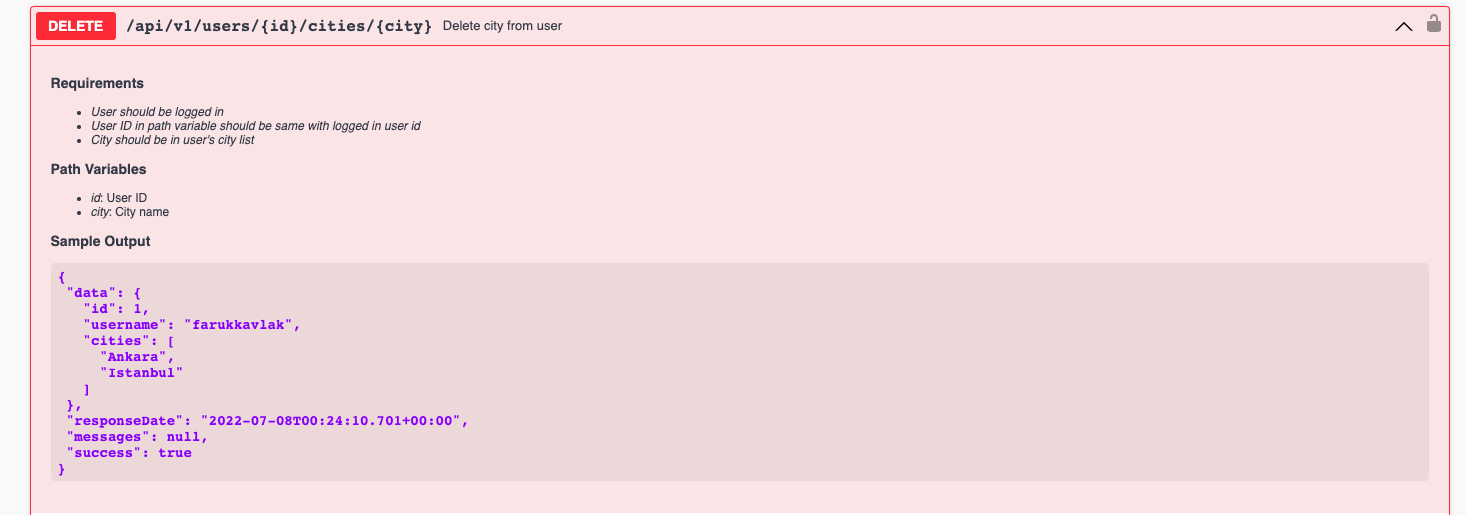 DELETE /api/v1/users/{id}/cities/{city} Delete city from user
Requirements
• User should be logged in
• User ID in path variable should be same with logged in user id
• City should be in user's city list
Path Variables
• id: User ID
• city: City name
Sample Output
{
"data": {
"id": 1,
"username": "farukkavlak",
"cities": [
"Ankara",
"Istanbul"
]
},
"responseDate": "2022-07-08T00:24:10.701+00:00",
"messages": null,
"success": true
}